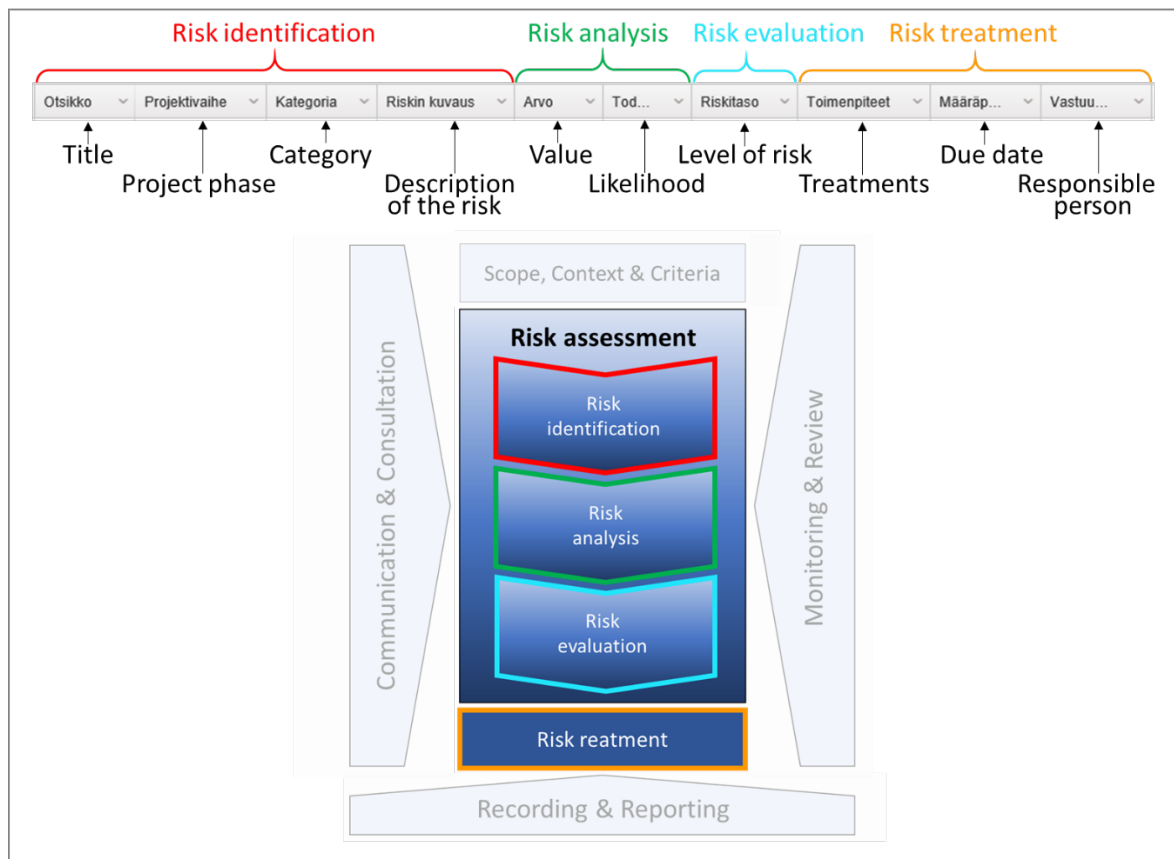 Risk identification Risk analysis Risk evaluation Risk treatment
Otsikko Projektivaihe Kategoria Riskin kuvaus Arvo Tod... Riskitaso Toimenpiteet Määräp... Vastuu...
Title Category Value Level of risk Due date
Project phase Description of the risk Likelihood Treatments Responsible person
Scope, Context & Criteria
Communication & Consultation
Risk assessment
Risk
identification
Risk
analysis
Risk
evaluation
Risk reatment
Monitoring & Review
Recording & Reporting